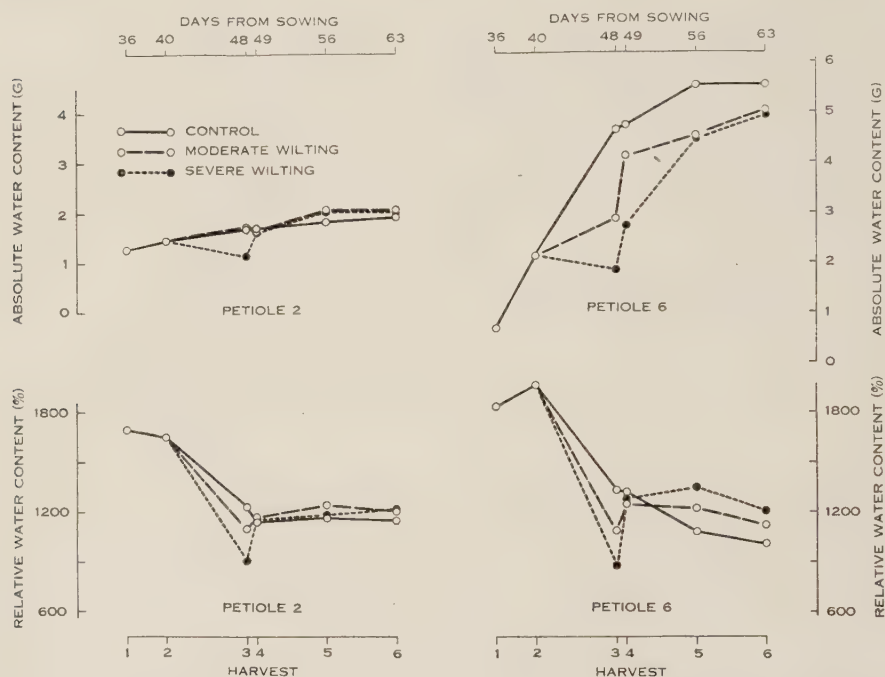 DAYS FROM SOWING
36 40 48 49 56 63
ABSOLUTE WATER CONTENT (G)
4
3
2
1
0
CONTROL
MODERATE WILTING
SEVERE WILTING
PETIOLE 2
DAYS FROM SOWING
36 40 48 49 56 63
PETIOLE 6
6
5
4
3
2
1
0
ABSOLUTE WATER CONTENT (G)
RELATIVE WATER CONTENT (%)
1800
1200
600
PETIOLE 2
1 2 3 4 5 6
HARVEST
PETIOLE 6
1 2 3 4 5 6
HARVEST
1800
1200
600
RELATIVE WATER CONTENT (%)